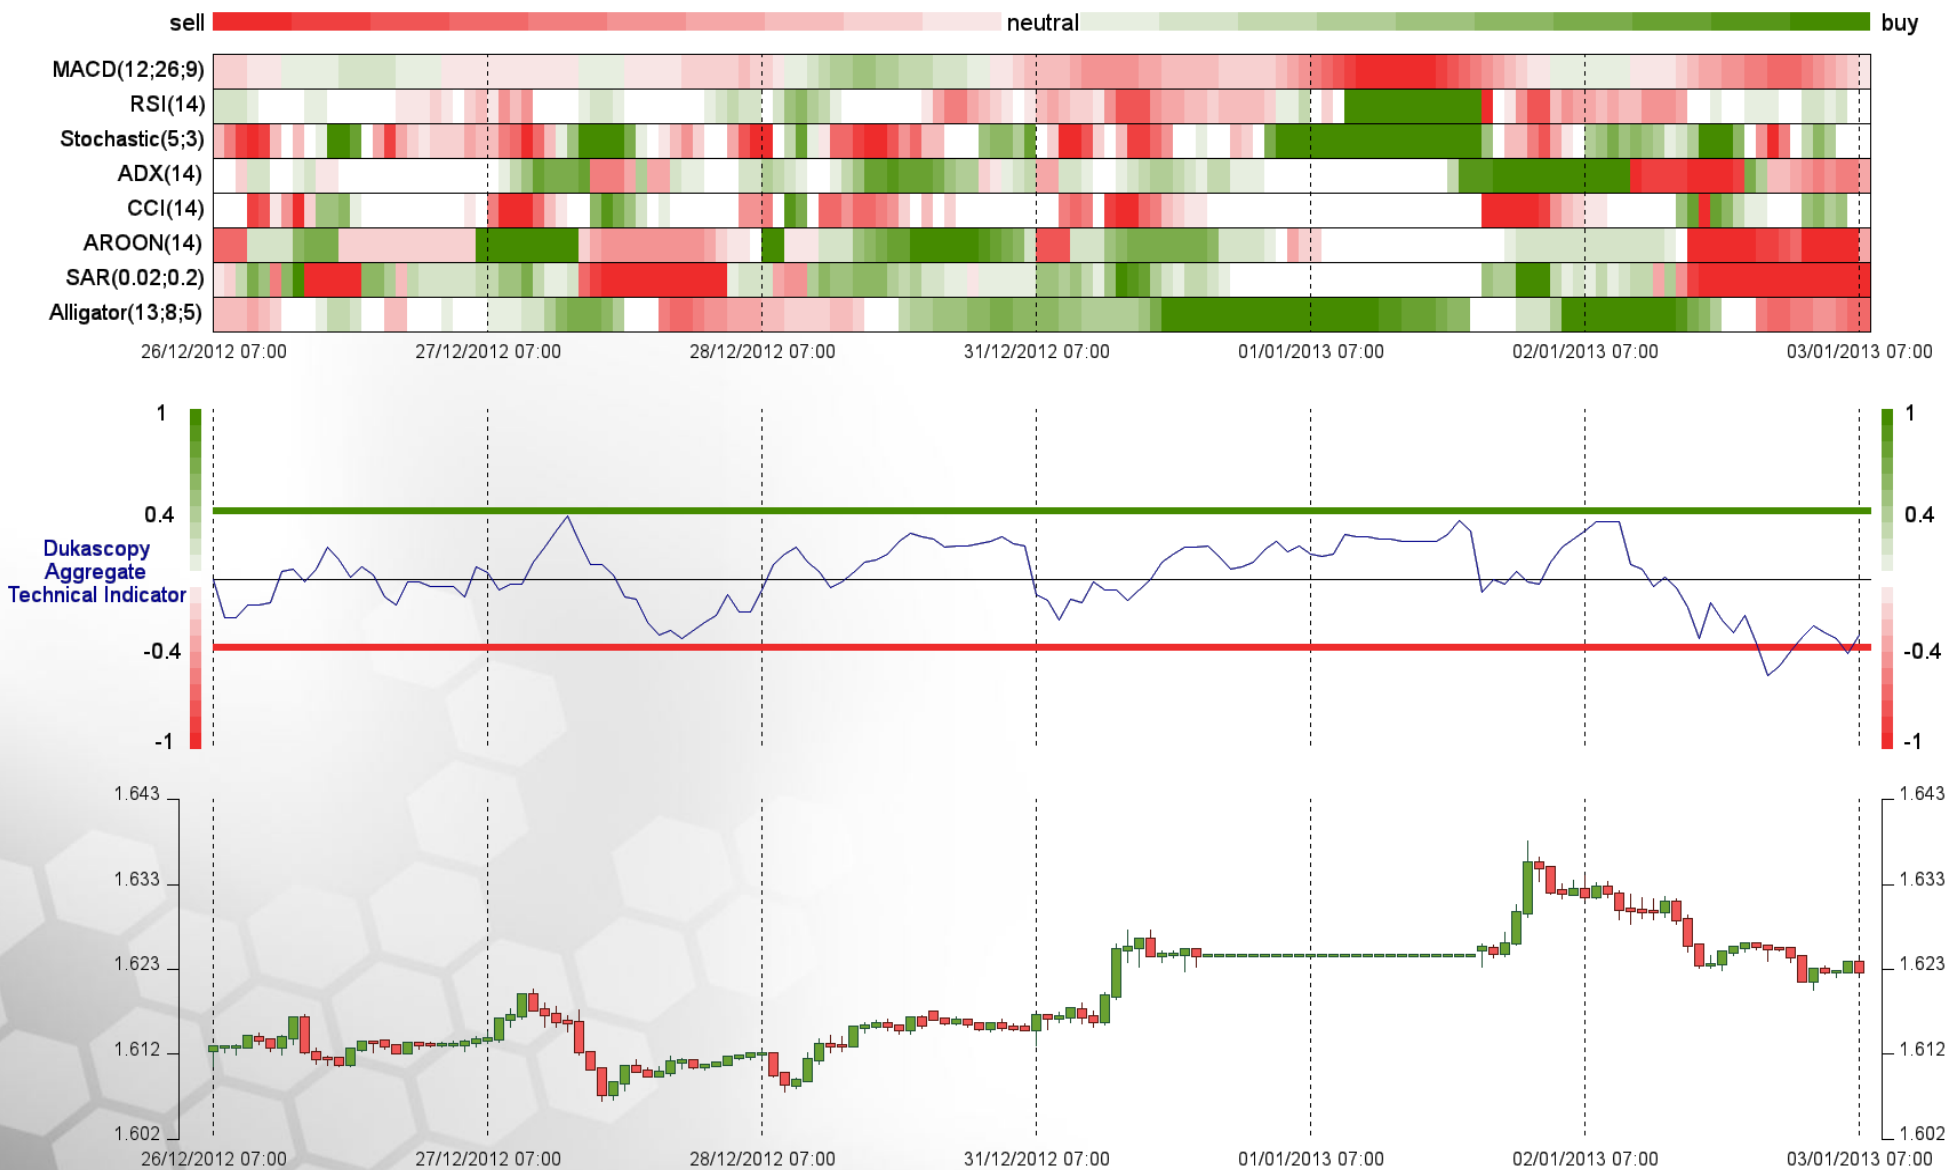 sell neutral buy
MACD(12;26;9)
RSI(14)
Stochastic(5;3)
ADX(14)
CCI(14)
AROON(14)
SAR(0.02;0.2)
Alligator(13;8;5)
26/12/2012 07:00 27/12/2012 07:00 28/12/2012 07:00 31/12/2012 07:00 01/01/2013 07:00 02/01/2013 07:00 03/01/2013 07:00
1 1
0.4 0.4
Dukascopy
Aggregate
Technical Indicator
-0.4 -0.4
-1 -1
1.643 1.643
1.633 1.633
1.623 1.623
1.612 1.612
1.602 1.602
26/12/2012 07:00 27/12/2012 07:00 28/12/2012 07:00 31/12/2012 07:00 01/01/2013 07:00 02/01/2013 07:00 03/01/2013 07:00